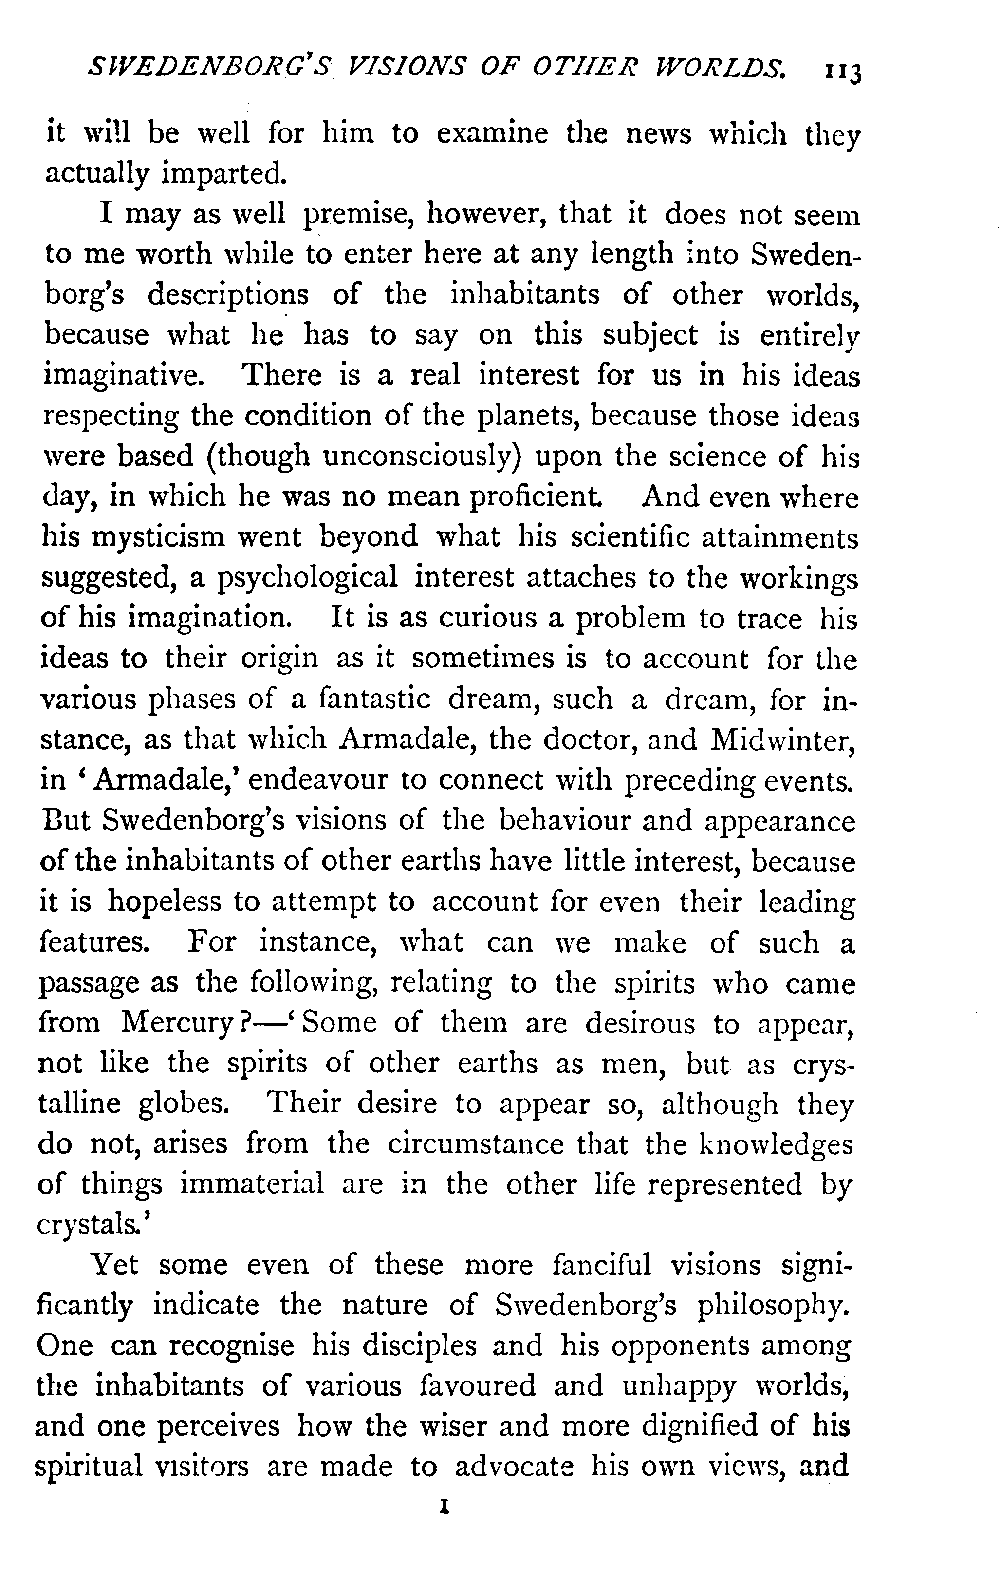 SWEDENBORG'S VISIONS OF OTHER WORLDS. 113
it will be well for him to examine the news which they
actually imparted.
I may as well premise, however, that it does not seem
to me worth while to enter here at any length into Sweden-
borg's descriptions of the inhabitants of other worlds,
because what he has to say on this subject is entirely
imaginative. There is a real interest for us in his ideas
respecting the condition of the planets, because those ideas
were based (though unconsciously) upon the science of his
day, in which he was no mean proficient. And even where
his mysticism went beyond what his scientific attainments
suggested, a psychological interest attaches to the workings
of his imagination. It is as curious a problem to trace his
ideas to their origin as it sometimes is to account for the
various phases of a fantastic dream, such a dream, for in-
stance, as that which Armadale, the doctor, and Midwinter,
in ‘Armadale,’ endeavour to connect with preceding events.
But Swedenborg's visions of the behaviour and appearance
of the inhabitants of other earths have little interest, because
it is hopeless to attempt to account for even their leading
features. For instance, what can we make of such a
passage as the following, relating to the spirits who came
from Mercury?—‘Some of them are desirous to appear,
not like the spirits of other earths as men, but as crys-
talline globes. Their desire to appear so, although they
do not, arises from the circumstance that the knowledges
of things immaterial are in the other life represented by
crystals.’
Yet some even of these more fanciful visions signi-
ficantly indicate the nature of Swedenborg's philosophy.
One can recognise his disciples and his opponents among
the inhabitants of various favoured and unhappy worlds,
and one perceives how the wiser and more dignified of his
spiritual visitors are made to advocate his own views, and
I